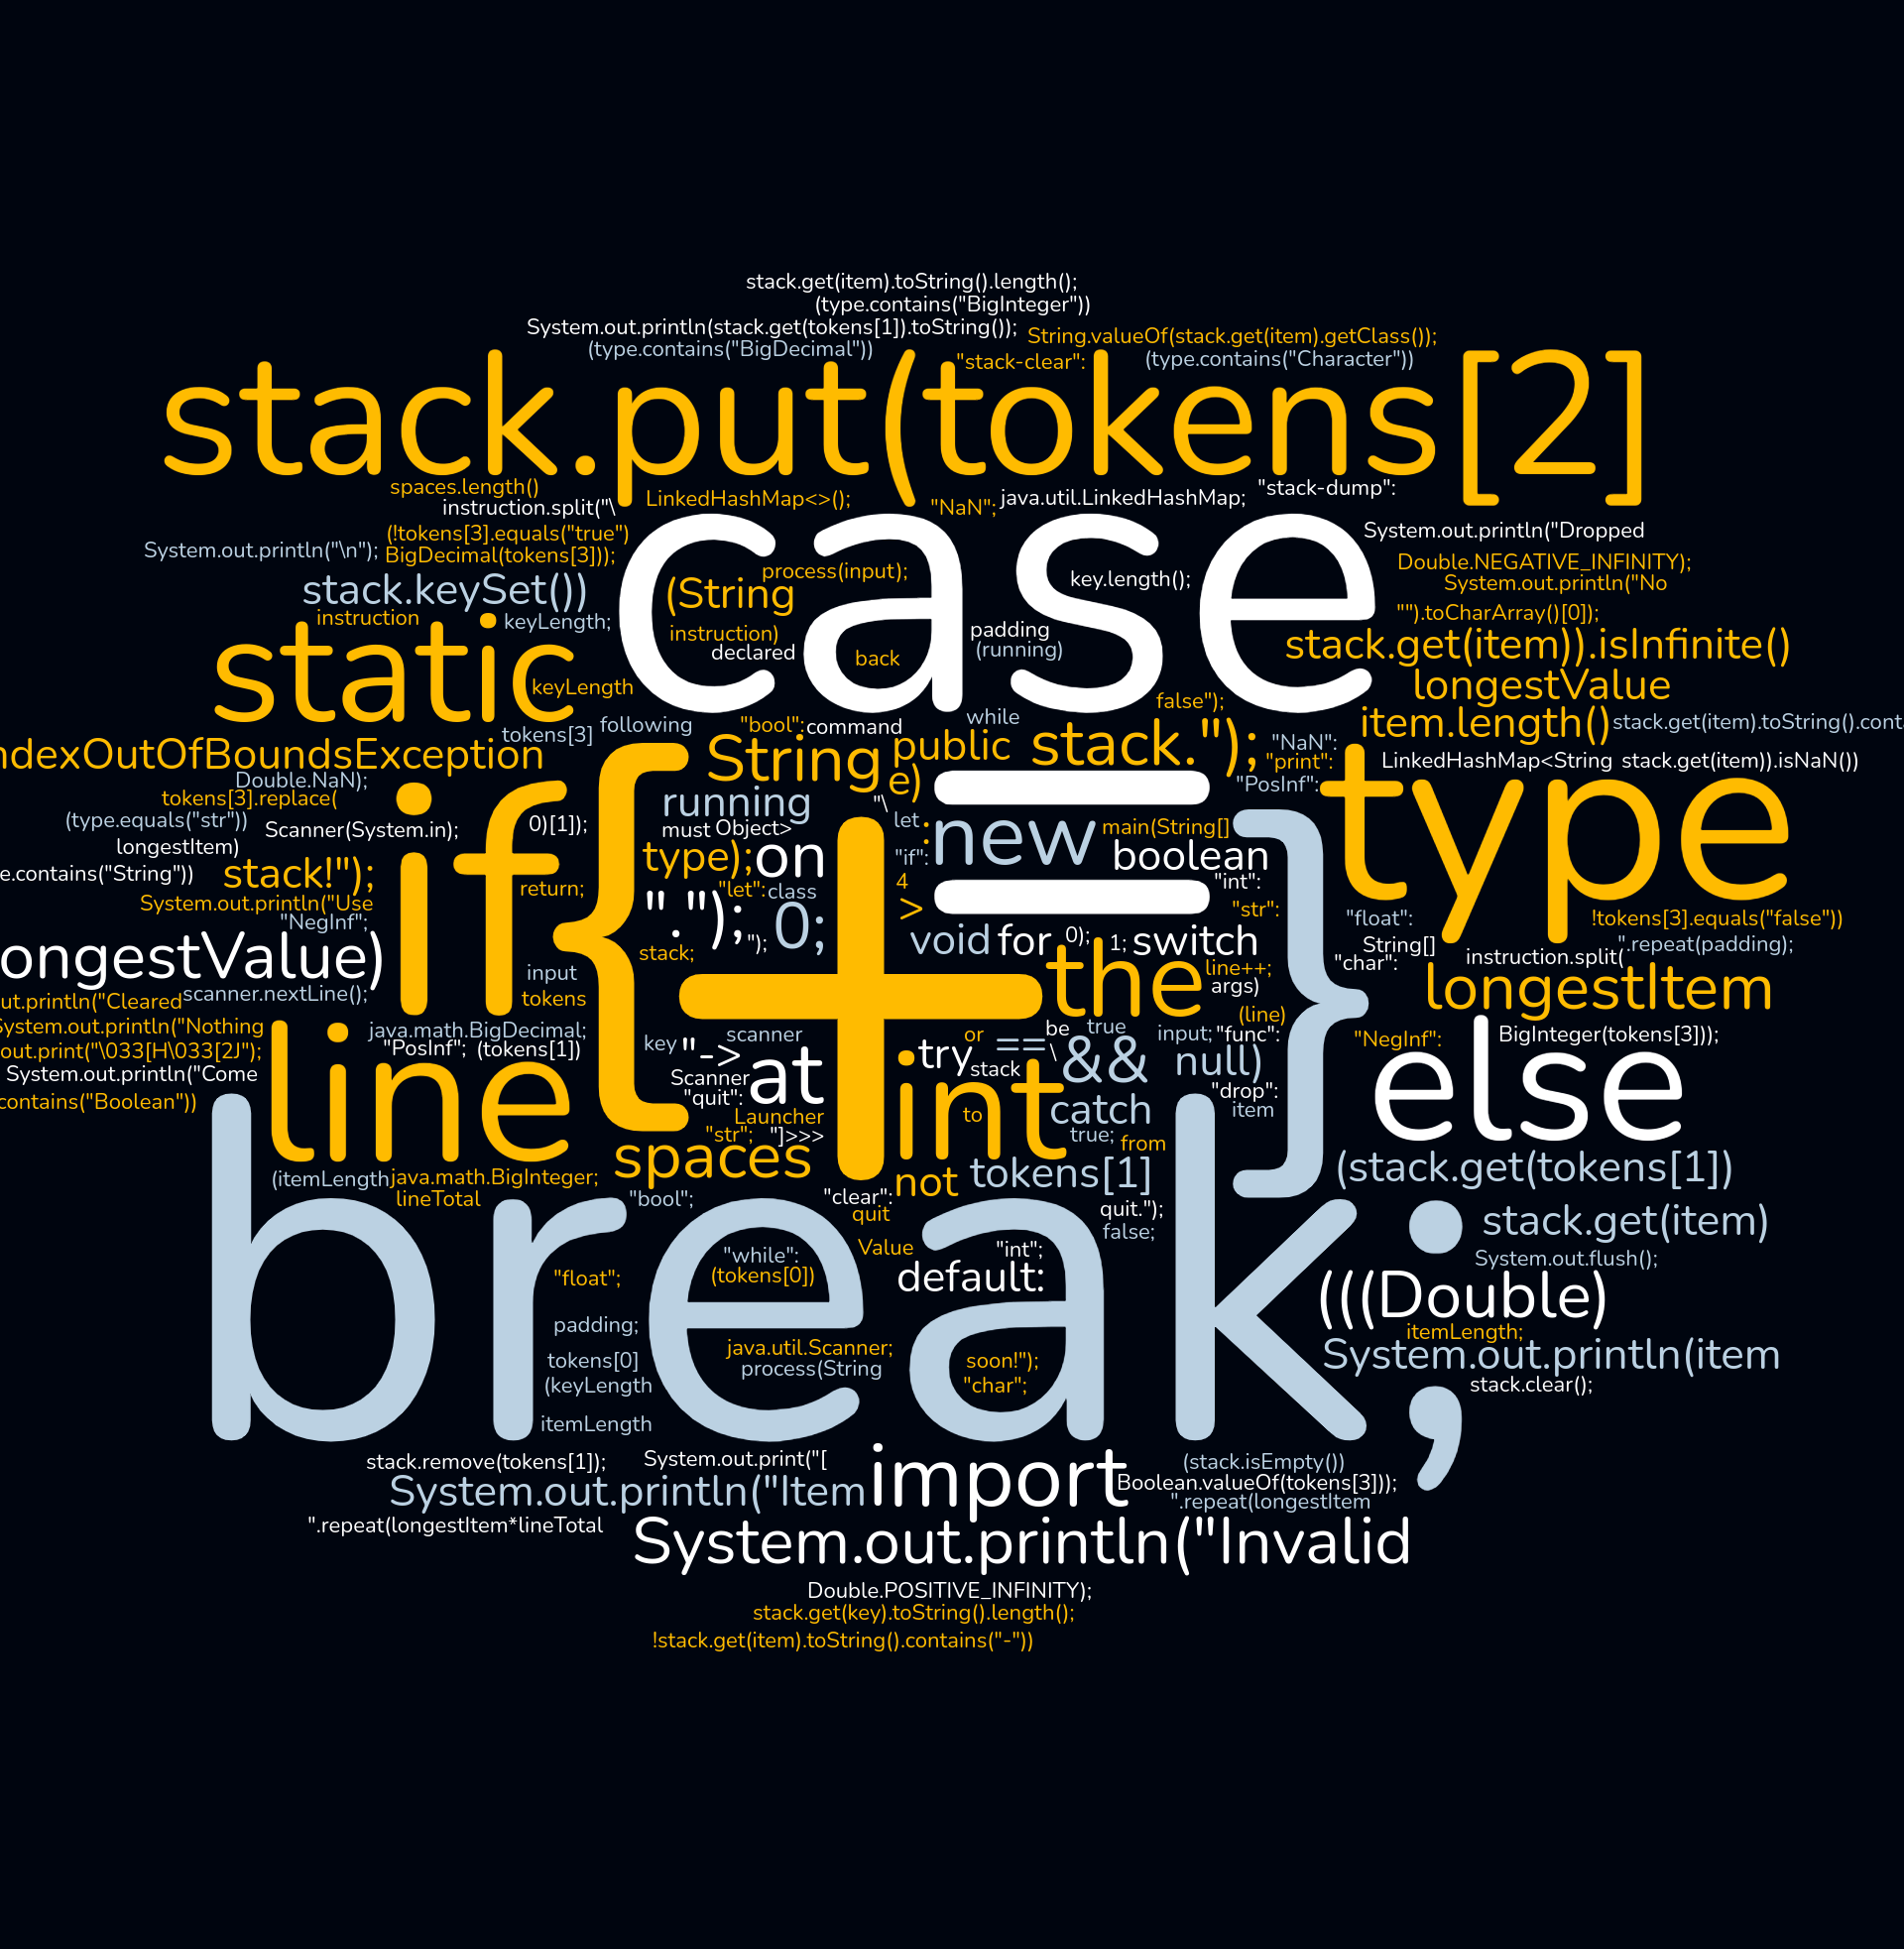 stack.get(item).toString().length();
(type.contains("BigInteger"))
System.out.println(stack.get(tokens[1]).toString());
String.valueOf(stack.get(item).getClass());
(type.contains("BigDecimal"))
"stack-clear":
(type.contains("Character"))
stack.put(tokens[2]
spaces.length()
LinkedHashMap<>();
"NaN";
java.util.LinkedHashMap;
"stack-dump":
instruction.split("\
case
(!tokens[3].equals("true")
System.out.println("Dropped
System.out.println("\n");
BigDecimal(tokens[3]));
Double.NEGATIVE_INFINITY);
process(input);
key.length();
System.out.println("No
stack.keySet())
(String
"").toCharArray()[0]);
instruction
keyLength;
instruction)
padding
stack.get(item)).isInfinite()
declared
back
(running)
static
keyLength
longestValue
false");
tokens[3]
following
"bool":
command
while
item.length()
stack.get(item).toString().cont
ndexOutOfBoundsException
String
public
stack.");
"NaN":
"print":
LinkedHashMap<String
stack.get(item)).isNaN())
Double.NaN);
e)
=
"PosInf":
type
tokens[3].replace(
running
"\
(type.equals("str"))
Scanner(System.in);
0)[1]);
must
Object>
let
:
new
main(String[]
longestItem)
if
{
type);
on
"if":
boolean
}
e.contains("String"))
stack!");
return;
"let":
class
4
"int":
System.out.println("Use
".");
0;
>
"str":
"float":
!tokens[3].equals("false"))
"NegInf";
");
+
void
for
0);
1;
switch
String[]
".repeat(padding);
ongestValue)
stack;
"char":
instruction.split(
input
the
line++;
longestItem
ut.println("Cleared
scanner.nextLine();
tokens
args)
(line)
System.out.println("Nothing
java.math.BigDecimal;
key
scanner
or
be
true
input;
"func":
"NegInf":
BigInteger(tokens[3]));
out.print("\033[H\033[2J");
line
"PosInf";
(tokens[1])
"->
try
==
\
&&
null)
else
System.out.println("Come
Scanner
at
stack
"quit":
int
"drop":
contains("Boolean"))
Launcher
to
catch
item
"str";
"]>>>
true;
from
spaces
(itemLength
java.math.BigInteger;
not
tokens[1]
(stack.get(tokens[1])
lineTotal
"bool";
"clear":
quit
quit.");
false;
break;
stack.get(item)
"while":
Value
"int";
System.out.flush();
"float";
(tokens[0])
default:
(((Double)
padding;
itemLength;
tokens[0]
java.util.Scanner;
process(String
soon!");
System.out.println(item
(keyLength
"char";
stack.clear();
itemLength
stack.remove(tokens[1]);
System.out.print("[
import
(stack.isEmpty())
System.out.println("Item
Boolean.valueOf(tokens[3]));
".repeat(longestItem
".repeat(longestItem*lineTotal
System.out.println("Invalid
Double.POSITIVE_INFINITY);
stack.get(key).toString().length();
!stack.get(item).toString().contains("-"))